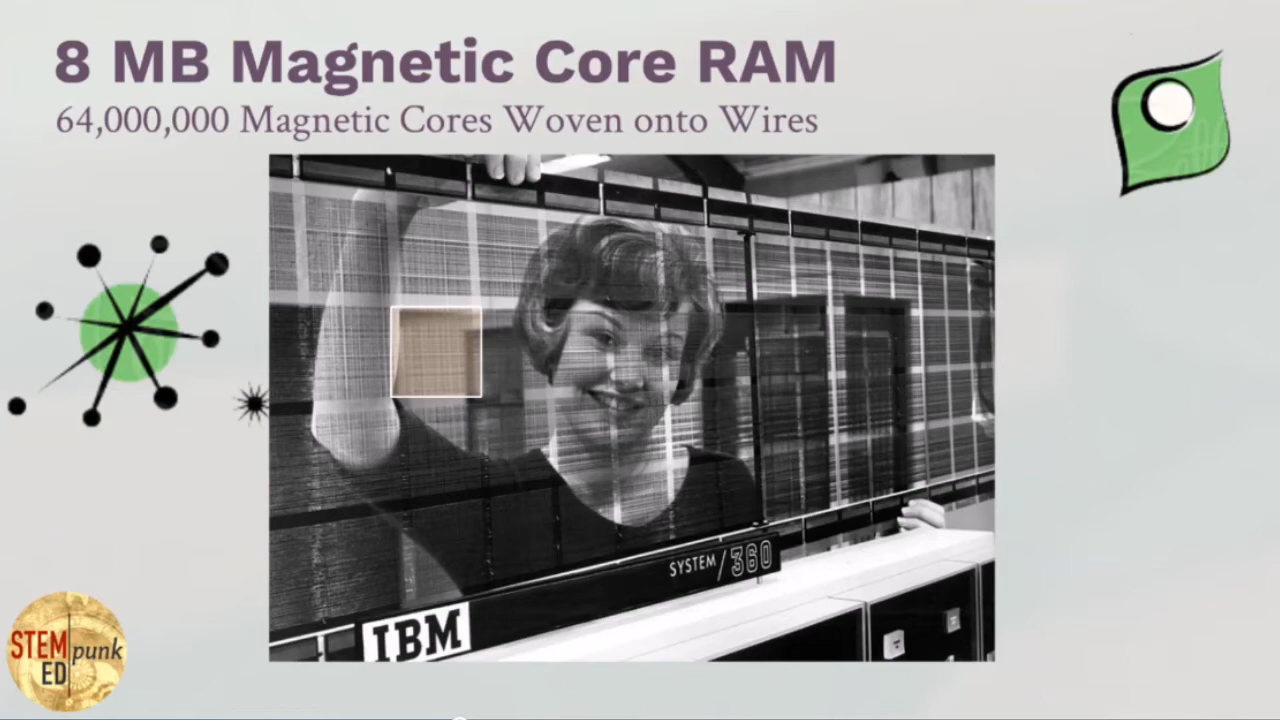 8 MB Magnetic Core RAM
64,000,000 Magnetic Cores Woven onto Wires
SYSTEM/360
IBM
STEM punk
ED